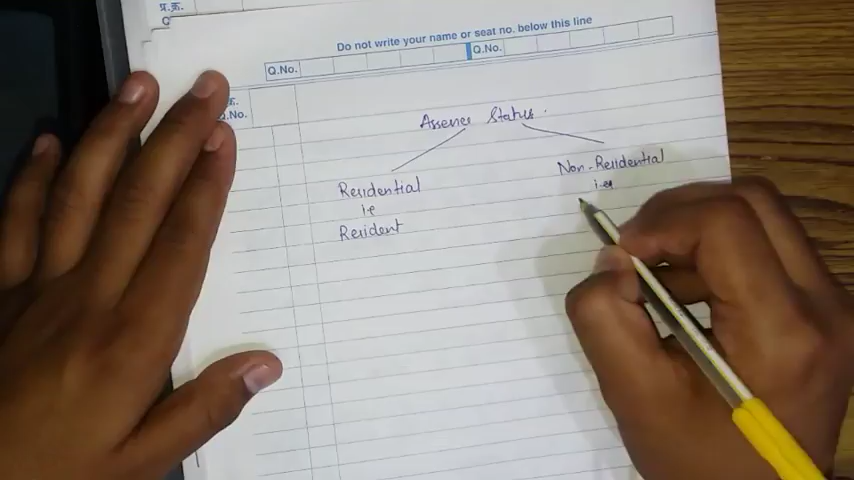 प्र.क्र.
Do not write your name or seat no. below this line
Q.No. Q.No.
क्र.
Q.No.
Assesee Status.
Residential Non-Residential
i.e i.e
Resident